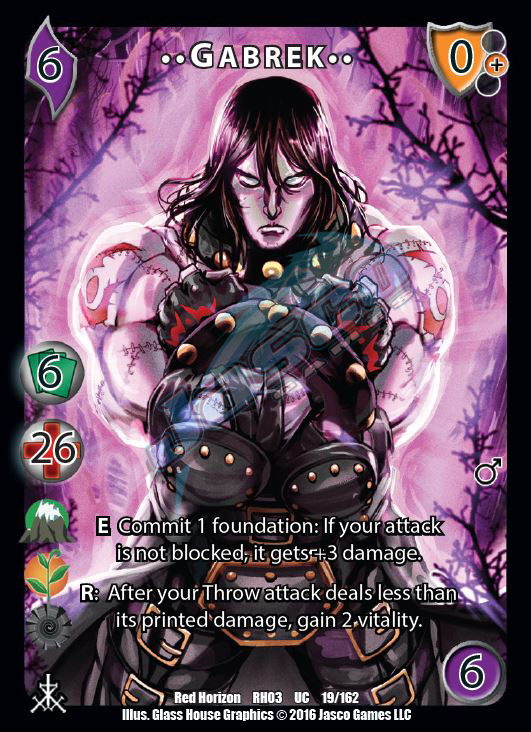 6
••GABREK••
0
+
6
26
E Commit 1 foundation: If your attack
is not blocked, it gets +3 damage.
R: After your Throw attack deals less than
its printed damage, gain 2 vitality.
6
Red Horizon RH03 UC 19/162
Illus. Glass House Graphics © 2016 Jasco Games LLC